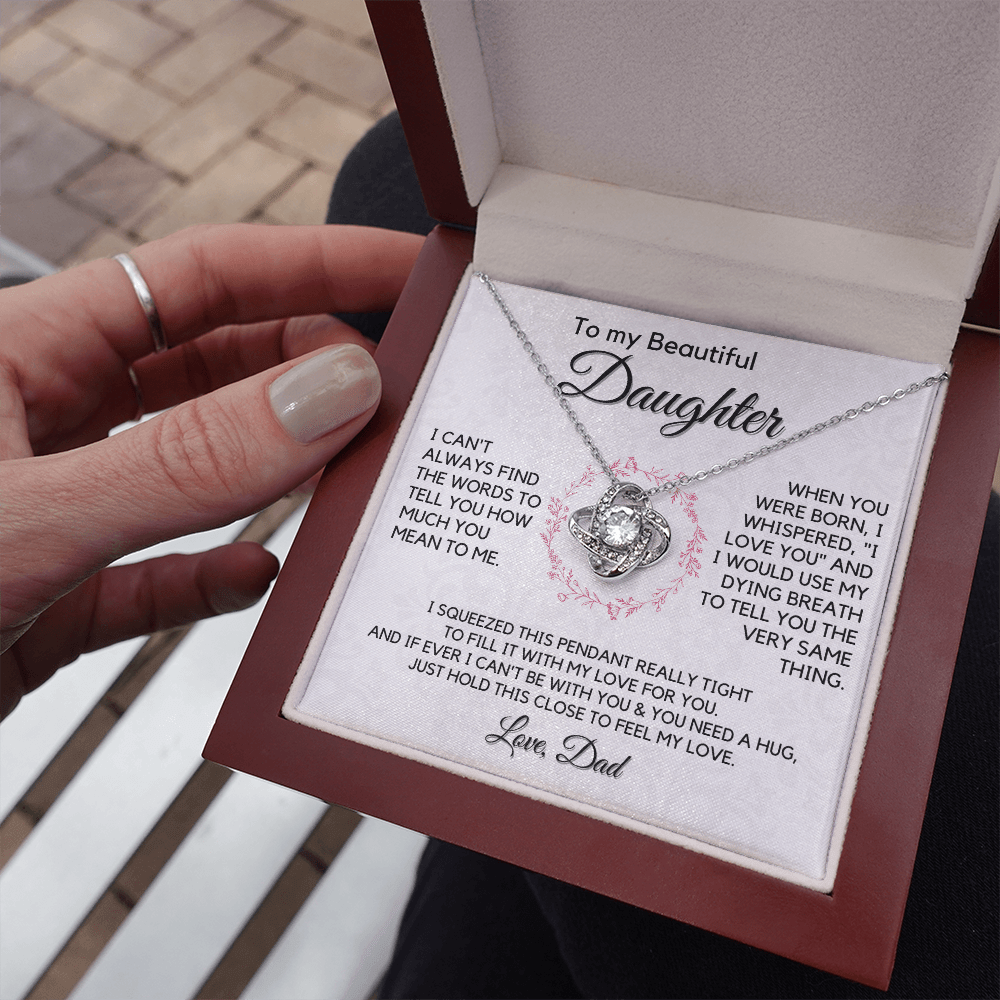 To my Beautiful
Daughter
I CAN'T
ALWAYS FIND
THE WORDS TO
TELL YOU HOW
MUCH YOU
MEAN TO ME.
WHEN YOU
WERE BORN, I
WHISPERED, "I
LOVE YOU" AND
I WOULD USE MY
DYING BREATH
TO TELL YOU THE
VERY SAME
THING.
I SQUEEZED THIS PENDANT REALLY TIGHT
TO FILL IT WITH MY LOVE FOR YOU.
AND IF EVER I CAN'T BE WITH YOU & YOU NEED A HUG,
JUST HOLD THIS CLOSE TO FEEL MY LOVE.
Love, Dad